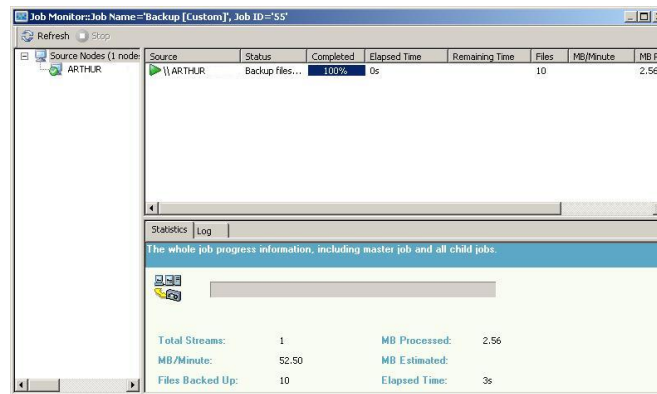 Job Monitor::Job Name='Backup [Custom]', Job ID='55'
Refresh Stop
Source Nodes (1 node
ARTHUR
Source Status Completed Elapsed Time Remaining Time Files MB/Minute MB P
\\ ARTHUR Backup files... 100% 0s 10 2.56
Statistics Log
The whole job progress information, including master job and all child jobs.
Total Streams: 1 MB Processed: 2.56
MB/Minute: 52.50 MB Estimated:
Files Backed Up: 10 Elapsed Time: 3s